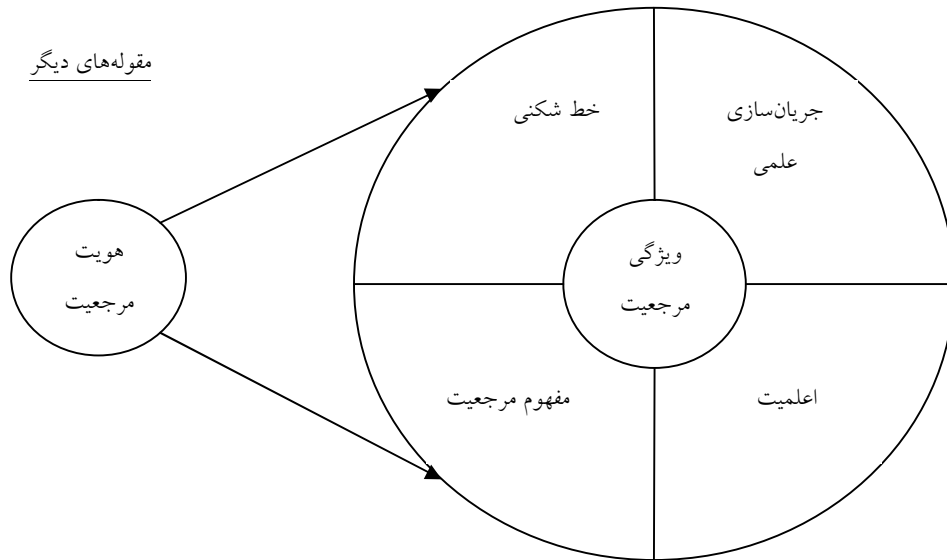 مقوله‌های دیگر
جریان‌سازی
علمی
خط شکنی
ویژگی
مرجعیت
هویت
مرجعیت
اعلمیت
مفهوم مرجعیت